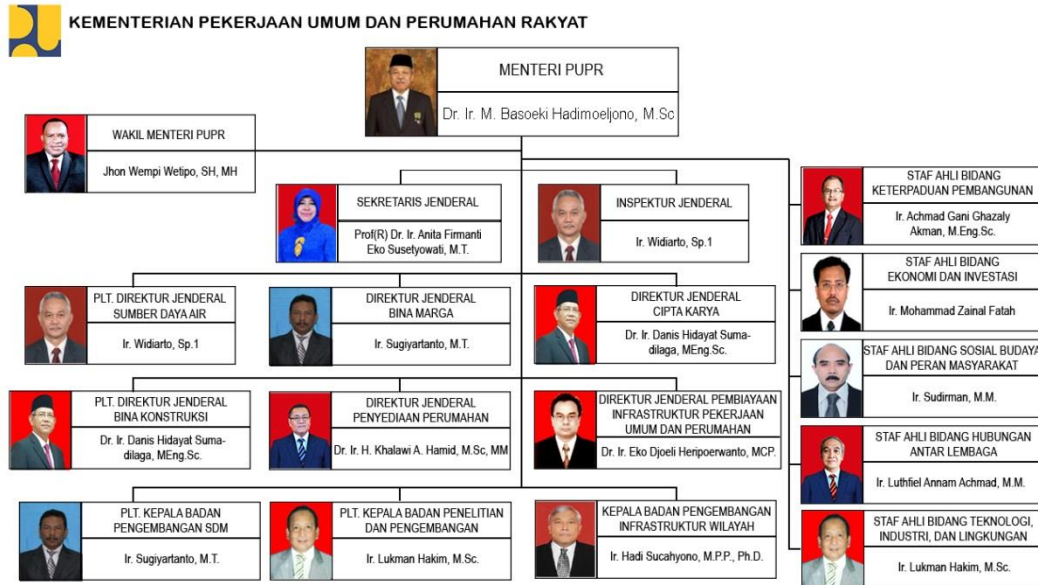 KEMENTERIAN PEKERJAAN UMUM DAN PERUMAHAN RAKYAT
MENTERI PUPR
Dr. Ir. M. Basoeki Hadimoeljono, M.Sc
WAKIL MENTERI PUPR
Jhon Wempi Wetipo, SH, MH
SEKRETARIS JENDERAL
Prof(R) Dr. Ir. Anita Firmanti
Eko Susetyowati, M.T.
INSPEKTUR JENDERAL
Ir. Widiarto, Sp.1
STAF AHLI BIDANG
KETERPADUAN PEMBANGUNAN
Ir. Achmad Gani Ghazaly
Akman, M.Eng.Sc.
STAF AHLI BIDANG
EKONOMI DAN INVESTASI
Ir. Mohammad Zainal Fatah
PLT. DIREKTUR JENDERAL
SUMBER DAYA AIR
Ir. Widiarto, Sp.1
DIREKTUR JENDERAL
BINA MARGA
Ir. Sugiyartanto, M.T.
DIREKTUR JENDERAL
CIPTA KARYA
Dr. Ir. Danis Hidayat Suma-
dilaga, MEng.Sc.
STAF AHLI BIDANG SOSIAL BUDAYA
DAN PERAN MASYARAKAT
Ir. Sudirman, M.M.
PLT. DIREKTUR JENDERAL
BINA KONSTRUKSI
Dr. Ir. Danis Hidayat Suma-
dilaga, MEng.Sc.
DIREKTUR JENDERAL
PENYEDIAAN PERUMAHAN
Dr. Ir. H. Khalawi A. Hamid, M.Sc, MM
DIREKTUR JENDERAL PEMBIAYAAN
INFRASTRUKTUR PEKERJAAN
UMUM DAN PERUMAHAN
Dr. Ir. Eko Djoeli Heripoerwanto, MCP.
STAF AHLI BIDANG HUBUNGAN
ANTAR LEMBAGA
Ir. Luthfiel Annam Achmad, M.M.
PLT. KEPALA BADAN
PENGEMBANGAN SDM
Ir. Sugiyartanto, M.T.
PLT. KEPALA BADAN PENELITIAN
DAN PENGEMBANGAN
Ir. Lukman Hakim, M.Sc.
KEPALA BADAN PENGEMBANGAN
INFRASTRUKTUR WILAYAH
Ir. Hadi Sucahyono, M.P.P., Ph.D.
STAF AHLI BIDANG TEKNOLOGI,
INDUSTRI, DAN LINGKUNGAN
Ir. Lukman Hakim, M.Sc.